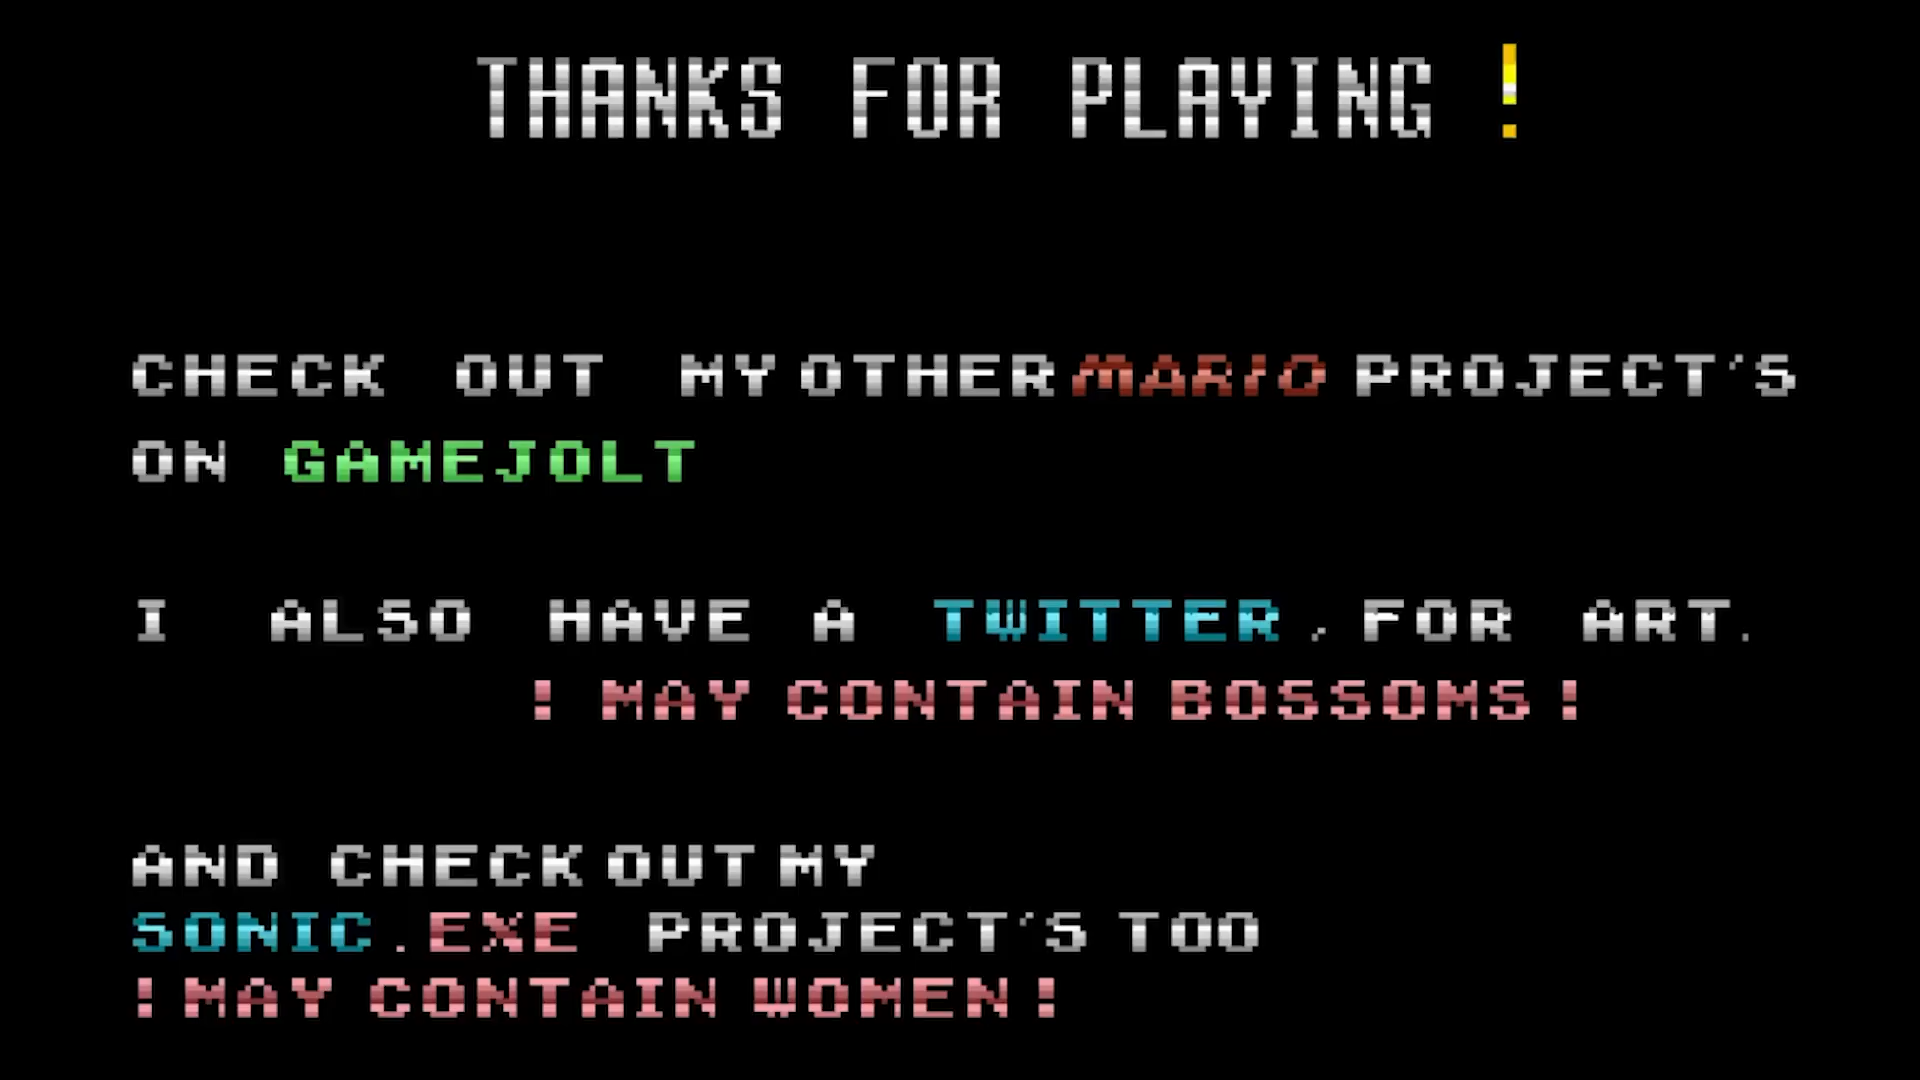 THANKS FOR PLAYING !
CHECK OUT MY OTHER MARIO PROJECT'S
ON GAMEJOLT
I ALSO HAVE A TWITTER, FOR ART.
! MAY CONTAIN BOSSOMS !
AND CHECK OUT MY
SONIC.EXE PROJECT'S TOO
! MAY CONTAIN WOMEN !